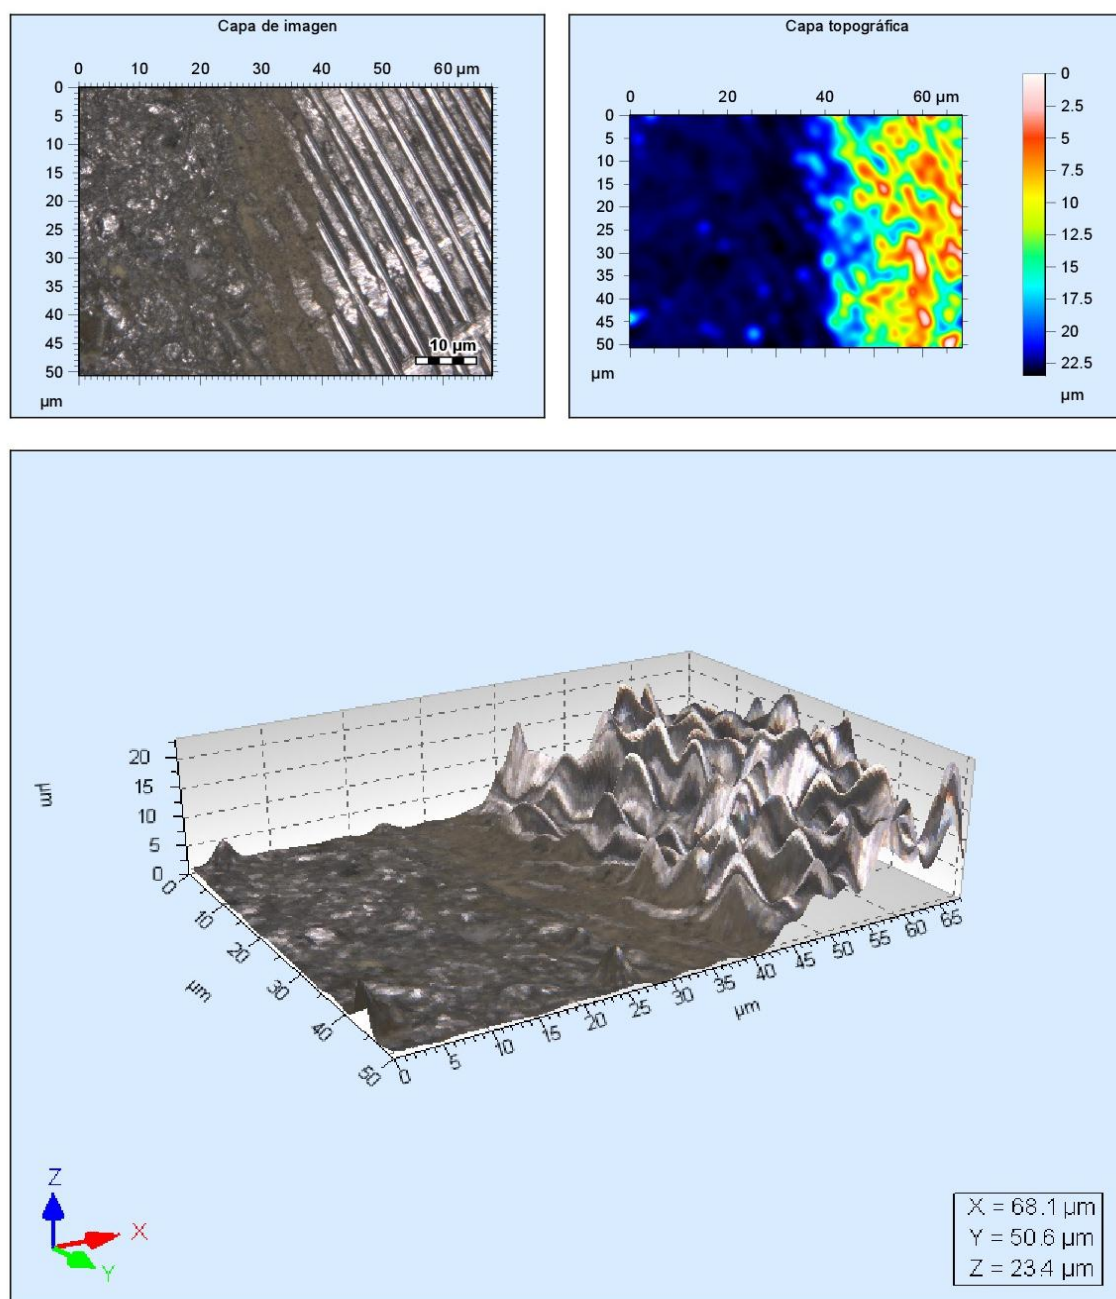 Capa de imagen
0 10 20 30 40 50 60 µm
0
5
10
15
20
25
30
35
40
45
50
µm
10 µm
Capa topográfica
0 20 40 60 µm
0
5
10
15
20
25
30
35
40
45
50
µm
0
2.5
5
7.5
10
12.5
15
17.5
20
22.5
µm
µm
20
15
10
5
0
0 10 20 30 40 50
µm
0 5 10 15 20 25 30 35 40 45 50 55 60 65
µm
Z
X
Y
X = 68.1 µm
Y = 50.6 µm
Z = 23.4 µm